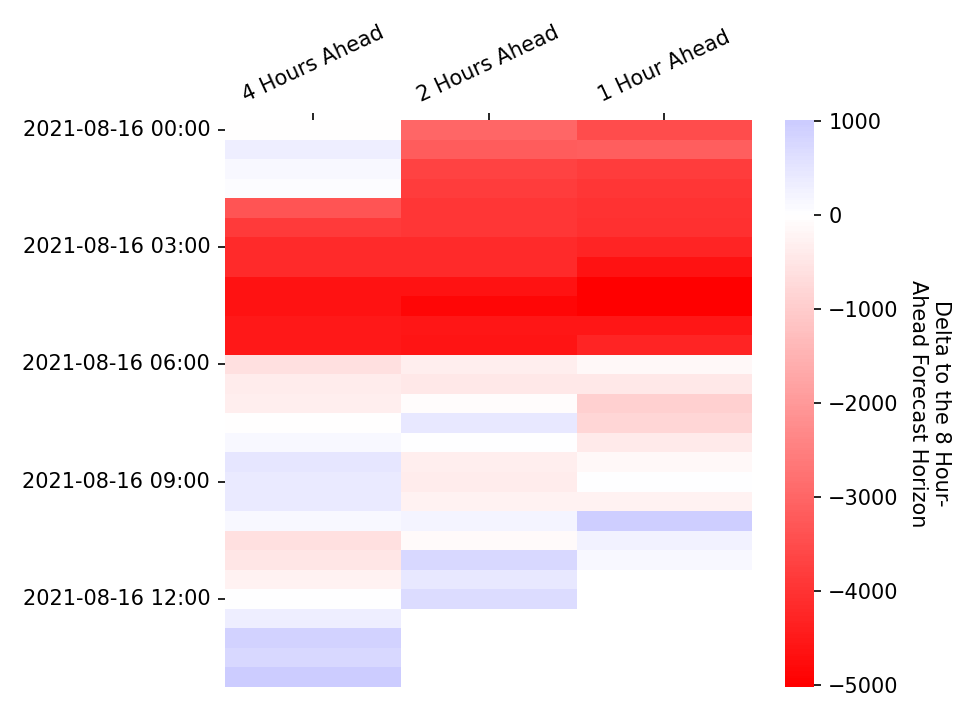 4 Hours Ahead
2 Hours Ahead
1 Hour Ahead
2021-08-16 00:00
2021-08-16 03:00
2021-08-16 06:00
2021-08-16 09:00
2021-08-16 12:00
1000
0
−1000
−2000
−3000
−4000
−5000
Delta to the 8 Hour-
Ahead Forecast Horizon